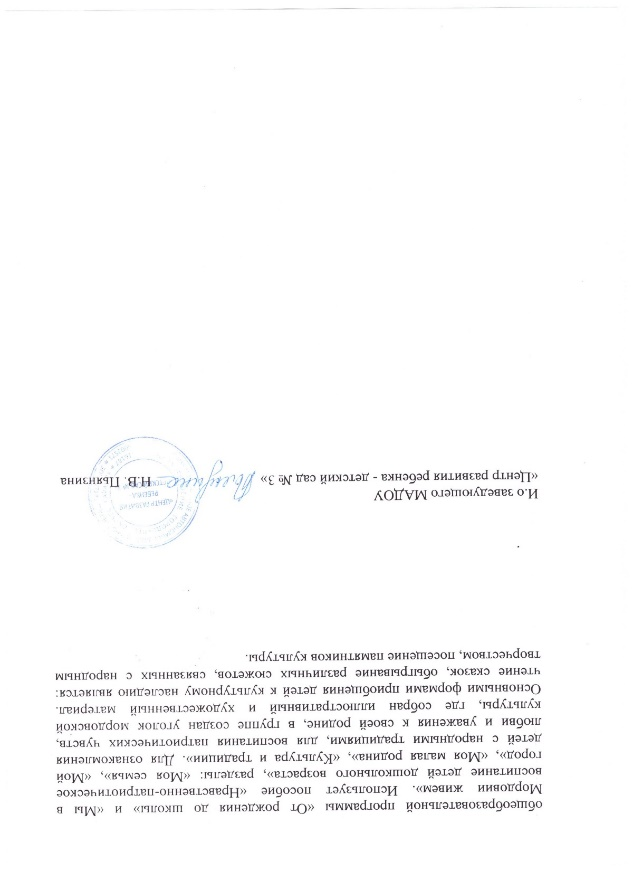 общеобразовательной программы «От рождения до школы» и «Мы в
Мордовии живем». Использует пособие «Нравственно-патриотическое
воспитание детей дошкольного возраста», разделы: «Моя семья», «Мой
город», «Моя малая родина», «Культура и традиции». Для ознакомления
детей с народными традициями, для воспитания патриотических чувств,
любви и уважения к своей родине, в группе создан уголок мордовской
культуры, где собран иллюстративный и художественный материал.
Основными формами приобщения детей к культурному наследию является:
чтение сказок, обыгрывание различных сюжетов, связанных с народным
творчеством, посещение памятников культуры.
И.о заведующего МАДОУ
«Центр развития ребенка - детский сад № 3» Н.В. Пьянзина
«ЦЕНТР РАЗВИТИЯ
РЕБЕНКА